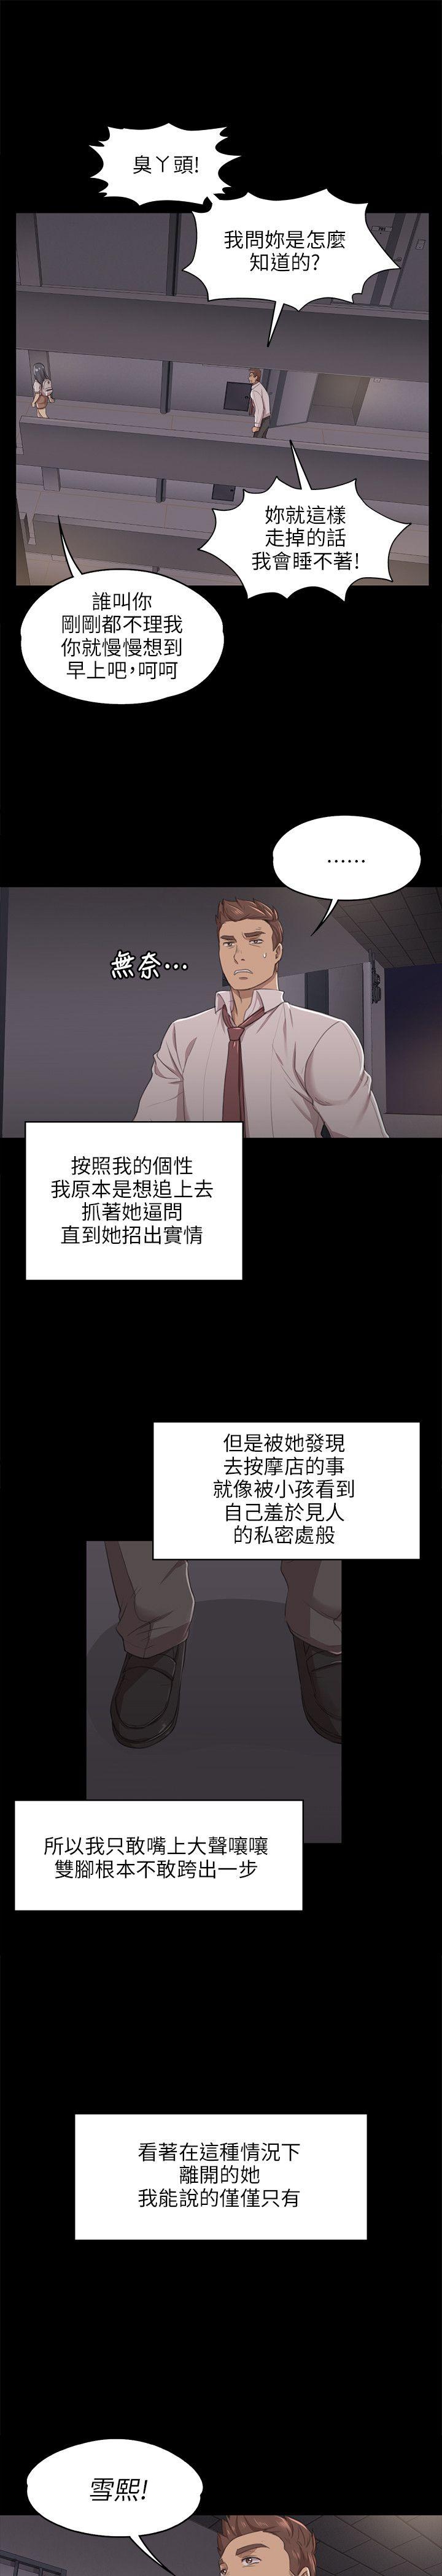 臭丫頭!
我問妳是怎麼
知道的?
妳就這樣
走掉的話
我會睡不著!
誰叫你
剛剛都不理我
你就慢慢想到
早上吧,呵呵
......
無奈...
按照我的個性
我原本是想追上去
抓著她逼問
直到她招出實情
但是被她發現
去按摩店的事
就像被小孩看到
自己羞於見人
的私密處般
所以我只敢嘴上大聲嚷嚷
雙腳根本不敢跨出一步
看著在這種情況下
離開的她
我能說的僅僅只有
雪熙!